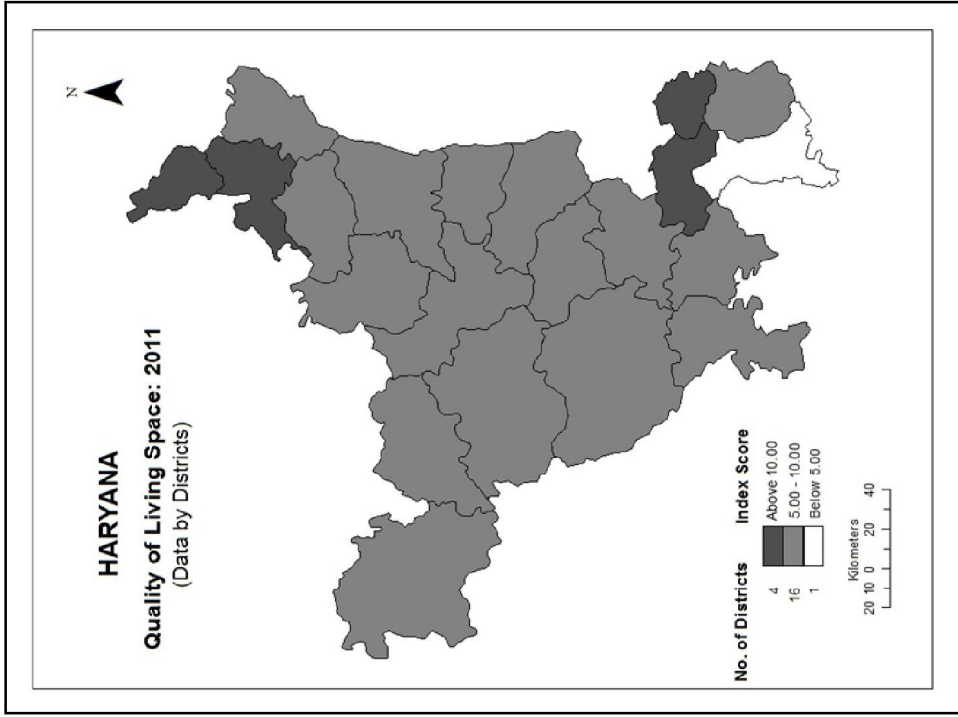 N
HARYANA
Quality of Living Space: 2011
(Data by Districts)
No. of Districts Index Score
4 Above 10.00
16 5.00 - 10.00
1 Below 5.00
Kilometers
20 10 0 20 40